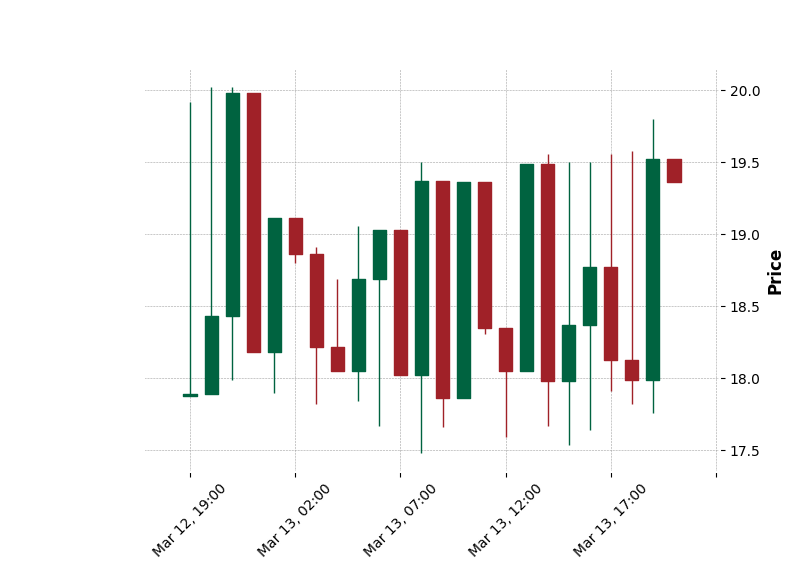 20.0
19.5
19.0
18.5
18.0
17.5
Price
Mar 12, 19:00
Mar 13, 02:00
Mar 13, 07:00
Mar 13, 12:00
Mar 13, 17:00